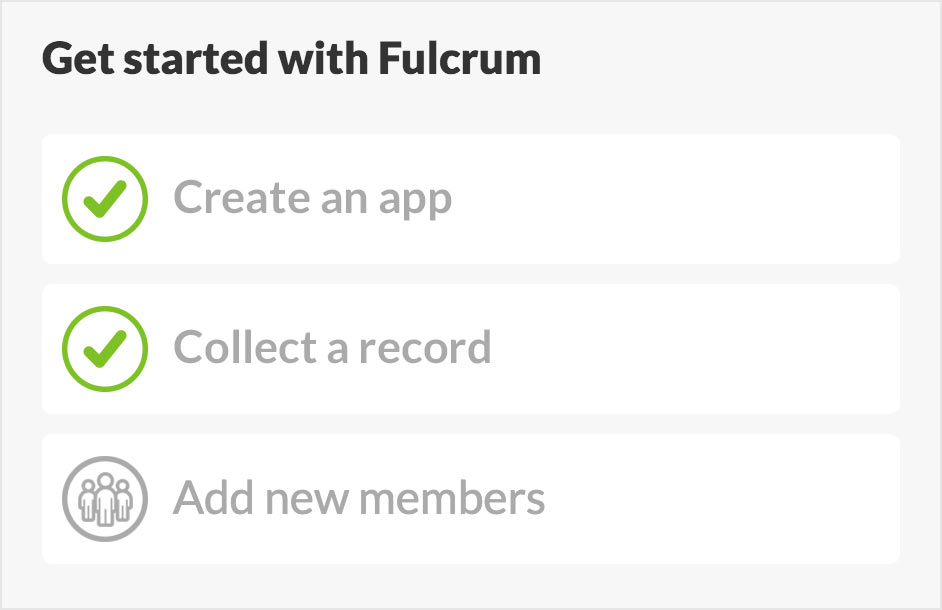 Get started with Fulcrum
Create an app
Collect a record
Add new members